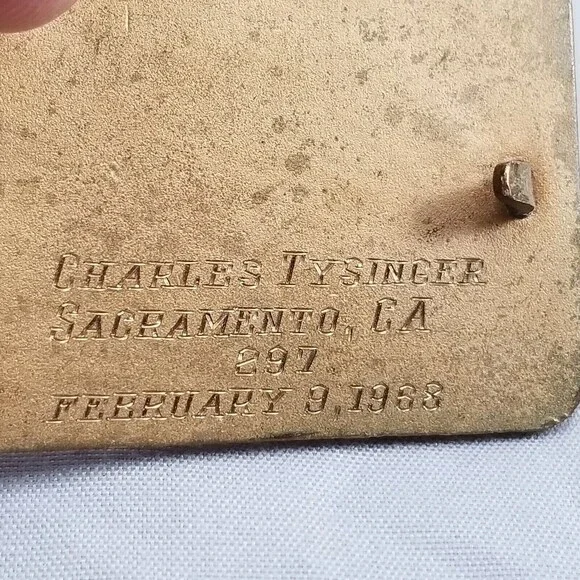 CHARLES TYSINGER
SACRAMENTO, CA
297
FEBRUARY 9, 1988